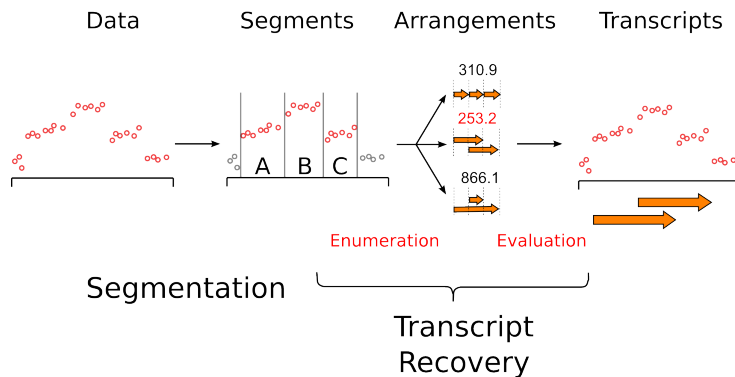 Data
Segments
Arrangements
Transcripts
310.9
253.2
866.1
A B C
Enumeration
Evaluation
Segmentation
Transcript
Recovery